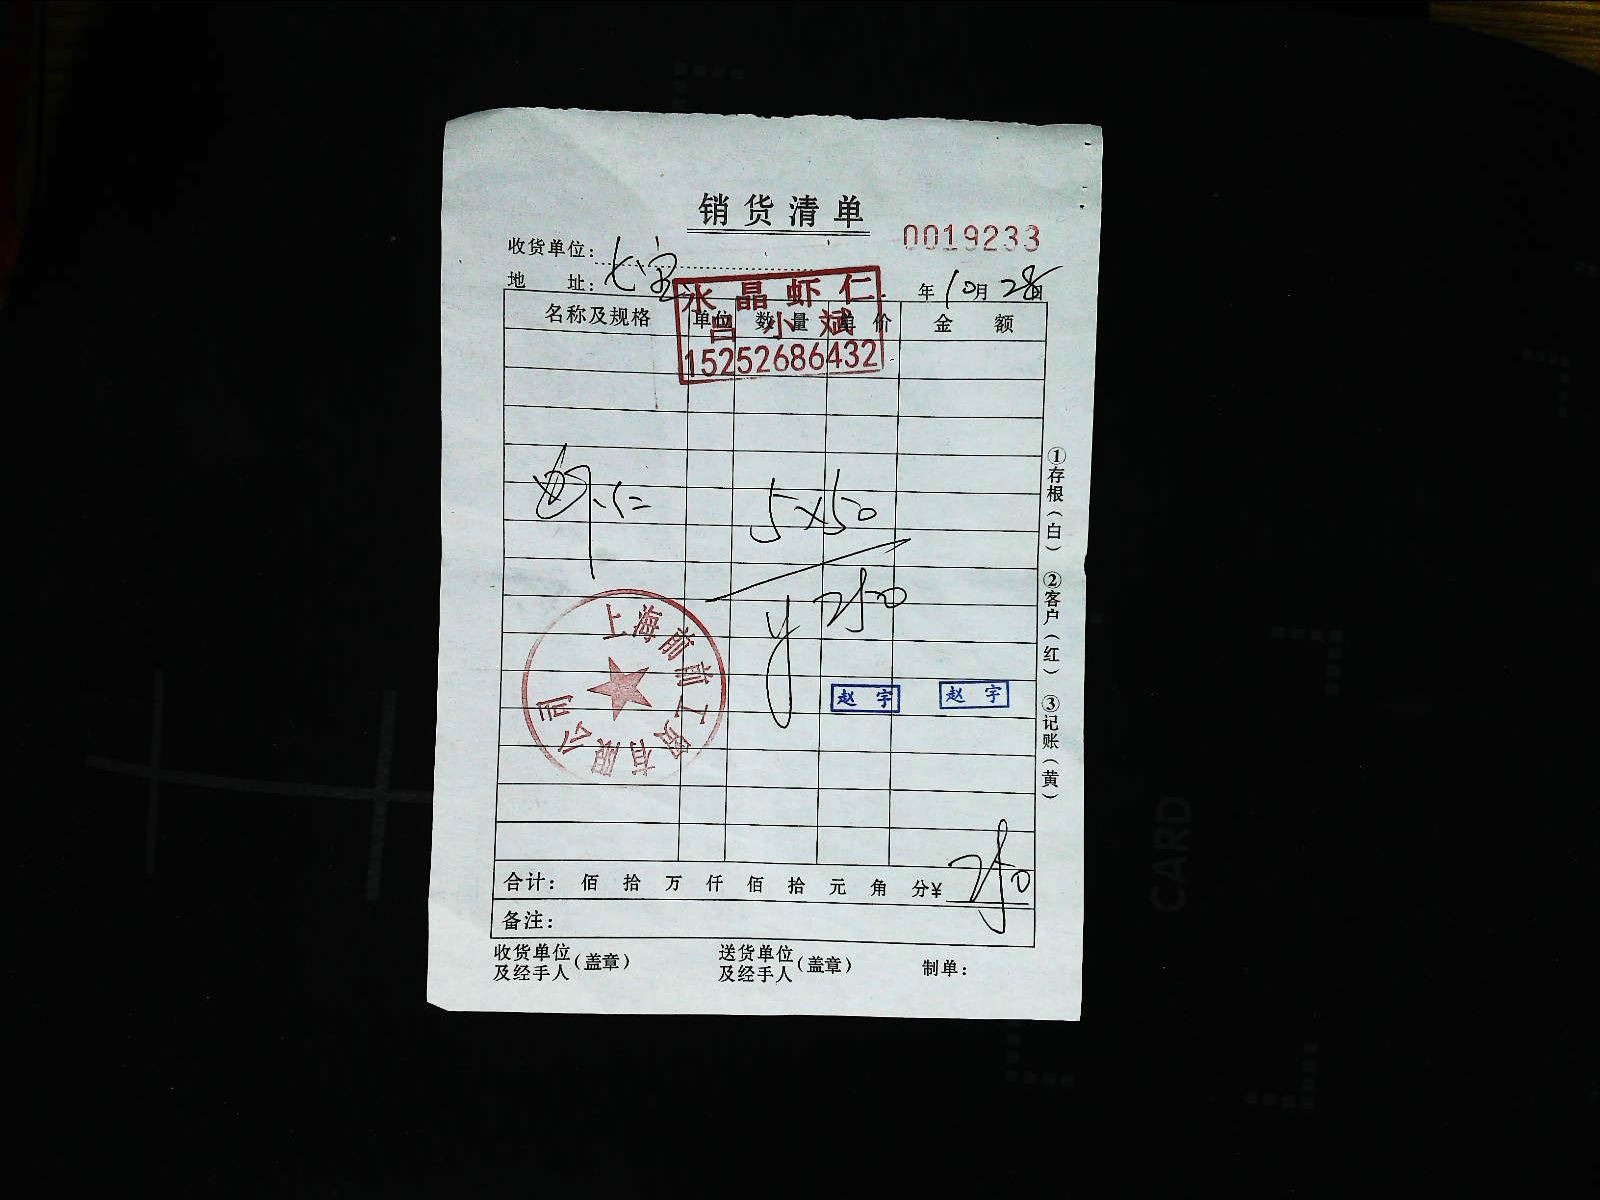 销货清单
0019233
收货单位：七宝
地 址：
年10月28日
水晶虾仁
吕小斌
15252686432
名称及规格 单位 数量 单价 金额
虾仁 5×50
¥250
上海前前工贸有限公司
赵宇 赵宇
①存根（白） ②客户（红） ③记账（黄）
合计： 佰 拾 万 仟 佰 拾 元 角 分¥ 250
备注：
收货单位及经手人（盖章） 送货单位及经手人（盖章） 制单：
CARD